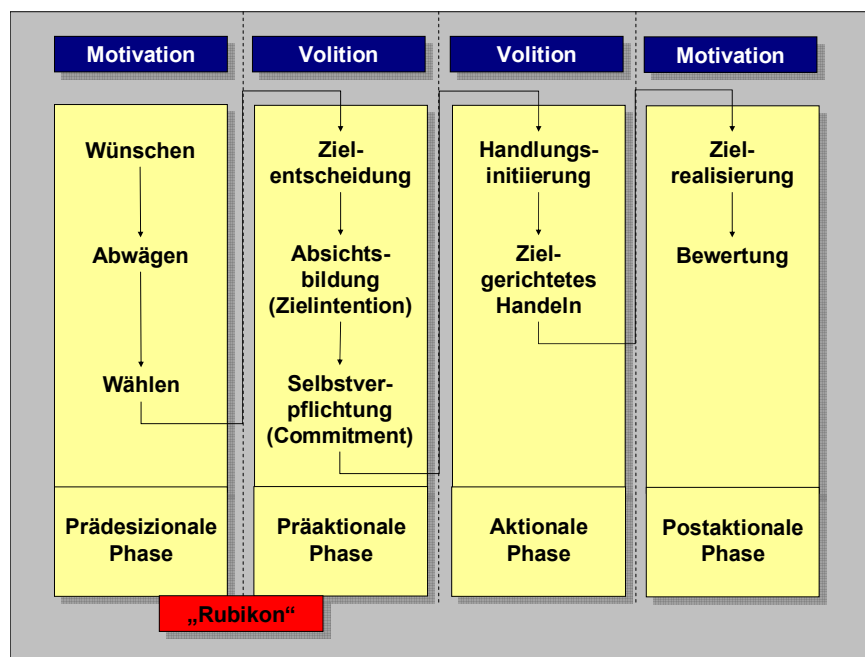 Motivation
Volition
Volition
Motivation
Wünschen
Abwägen
Wählen
Prädesizionale
Phase
Ziel-
entscheidung
Absichts-
bildung
(Zielintention)
Selbstver-
pflichtung
(Commitment)
Präaktionale
Phase
Handlungs-
initiierung
Ziel-
gerichtetes
Handeln
Aktionale
Phase
Ziel-
realisierung
Bewertung
Postaktionale
Phase
„Rubikon“